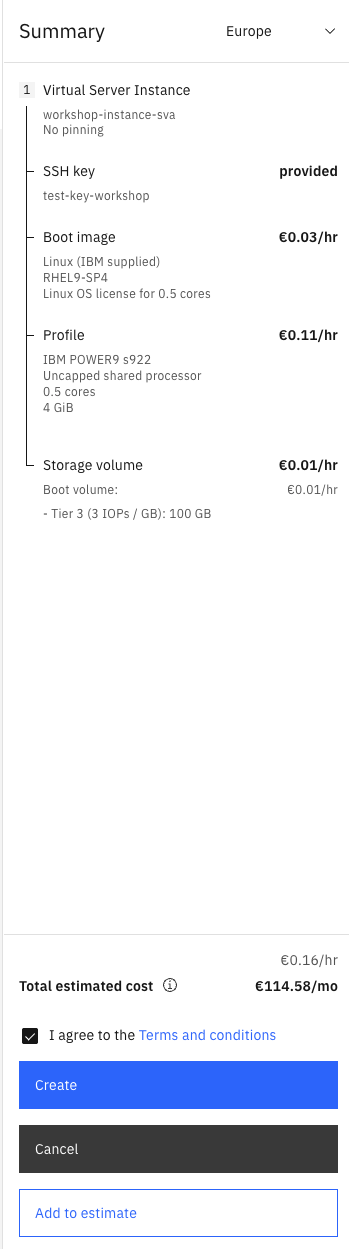 Summary
Europe
1 Virtual Server Instance
workshop-instance-sva
No pinning
SSH key provided
test-key-workshop
Boot image €0.03/hr
Linux (IBM supplied)
RHEL9-SP4
Linux OS license for 0.5 cores
Profile €0.11/hr
IBM POWER9 s922
Uncapped shared processor
0.5 cores
4 GiB
Storage volume €0.01/hr
Boot volume: €0.01/hr
- Tier 3 (3 IOPs / GB): 100 GB
€0.16/hr
Total estimated cost €114.58/mo
I agree to the Terms and conditions
Create
Cancel
Add to estimate